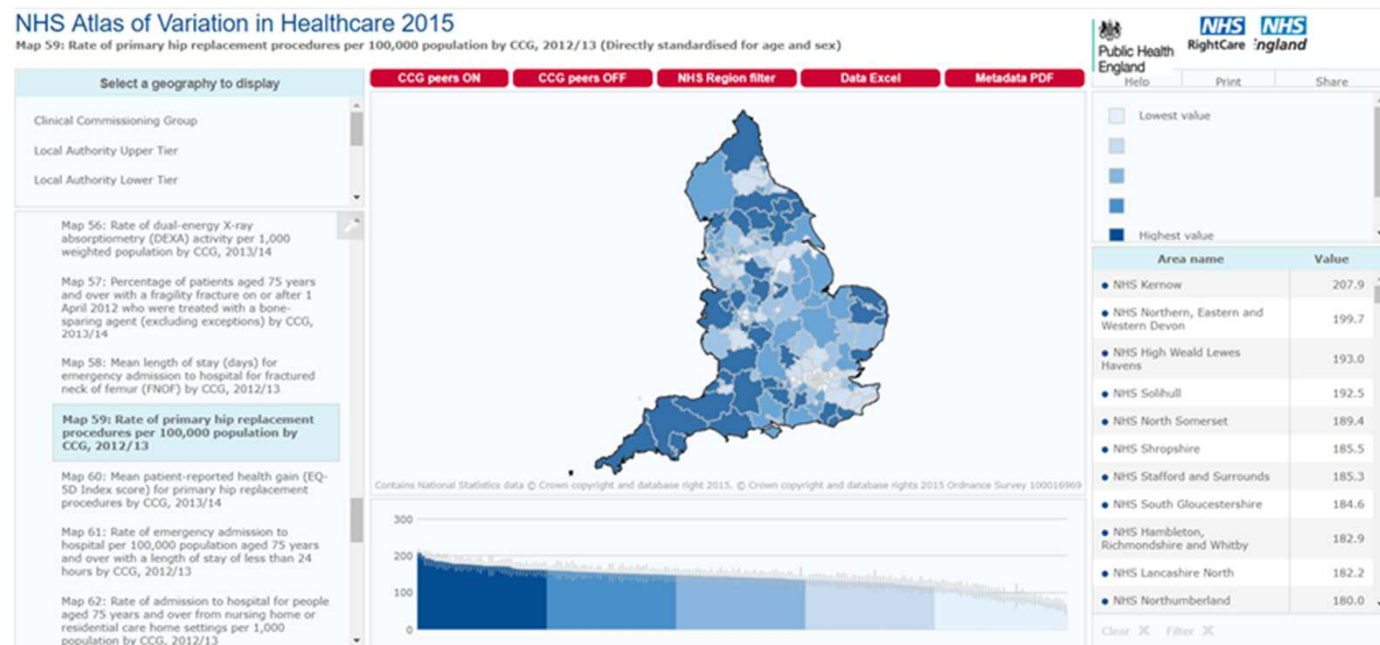 NHS Atlas of Variation in Healthcare 2015
Map 59: Rate of primary hip replacement procedures per 100,000 population by CCG, 2012/13 (Directly standardised for age and sex)
Public Health
England
NHS
RightCare
NHS
England
Select a geography to display
Clinical Commissioning Group
Local Authority Upper Tier
Local Authority Lower Tier
Map 56: Rate of dual-energy X-ray
absorptiometry (DEXA) activity per 1,000
weighted population by CCG, 2013/14
Map 57: Percentage of patients aged 75 years
and over with a fragility fracture on or after 1
April 2012 who were treated with a bone-
sparing agent (excluding exceptions) by CCG,
2013/14
Map 58: Mean length of stay (days) for
emergency admission to hospital for fractured
neck of femur (FNOF) by CCG, 2012/13
Map 59: Rate of primary hip replacement
procedures per 100,000 population by
CCG, 2012/13
Map 60: Mean patient-reported health gain (EQ-
5D Index score) for primary hip replacement
procedures by CCG, 2013/14
Map 61: Rate of emergency admission to
hospital per 100,000 population aged 75 years
and over with a length of stay of less than 24
hours by CCG, 2012/13
Map 62: Rate of admission to hospital for people
aged 75 years and over from nursing home or
residential care home settings per 1,000
population by CCG, 2012/13
CCG peers ON
CCG peers OFF
NHS Region filter
Data Excel
Metadata PDF
Contains National Statistics data © Crown copyright and database right 2015. © Crown copyright and database rights 2015 Ordnance Survey 100016969
300
200
100
0
Help Print Share
Lowest value
Highest value
Area name Value
NHS Kernow 207.9
NHS Northern, Eastern and
Western Devon 199.7
NHS High Weald Lewes
Havens 193.0
NHS Solihull 192.5
NHS North Somerset 189.4
NHS Shropshire 185.5
NHS Stafford and Surrounds 185.3
NHS South Gloucestershire 184.6
NHS Hambleton,
Richmondshire and Whitby 182.9
NHS Lancashire North 182.2
NHS Northumberland 180.0
Clear ✕ Filter ✕